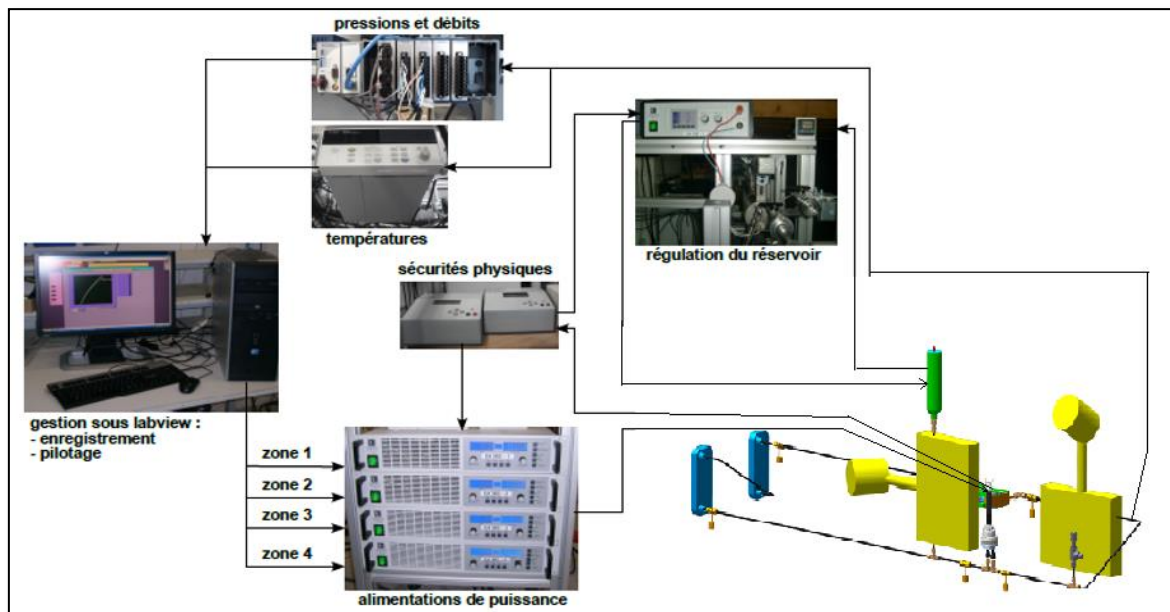 pressions et débits
températures
régulation du réservoir
sécurités physiques
gestion sous labview :
- enregistrement
- pilotage
zone 1
zone 2
zone 3
zone 4
alimentations de puissance